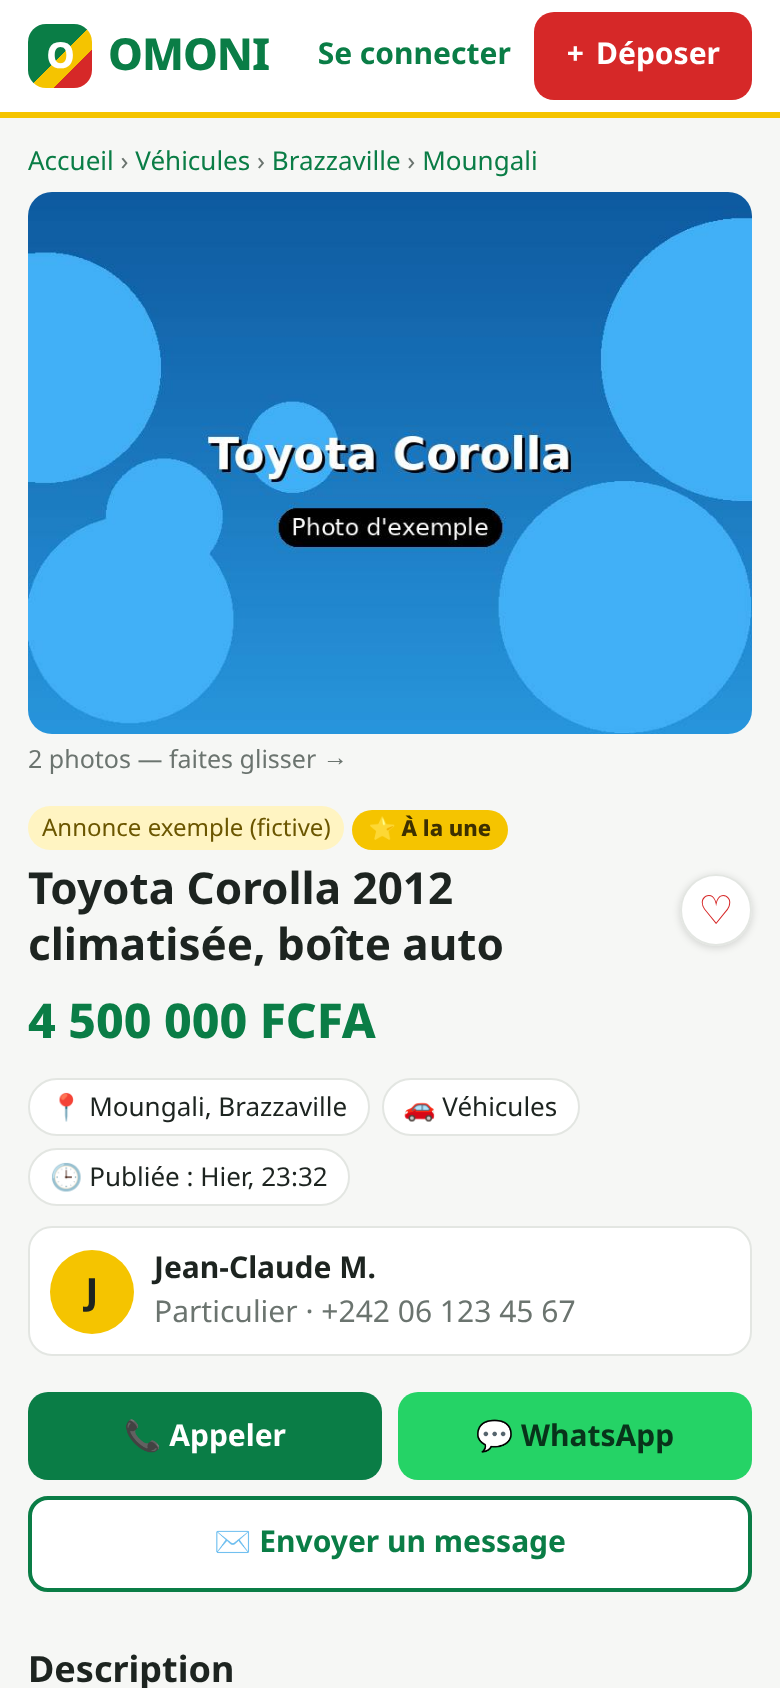 O OMONI Se connecter + Déposer
Accueil › Véhicules › Brazzaville › Moungali
Toyota Corolla
Photo d'exemple
2 photos — faites glisser →
Annonce exemple (fictive) ⭐ À la une
Toyota Corolla 2012
climatisée, boîte auto
♡
4 500 000 FCFA
📍 Moungali, Brazzaville 🚗 Véhicules
🕒 Publiée : Hier, 23:32
J
Jean-Claude M.
Particulier · +242 06 123 45 67
📞 Appeler 💬 WhatsApp
✉️ Envoyer un message
Description